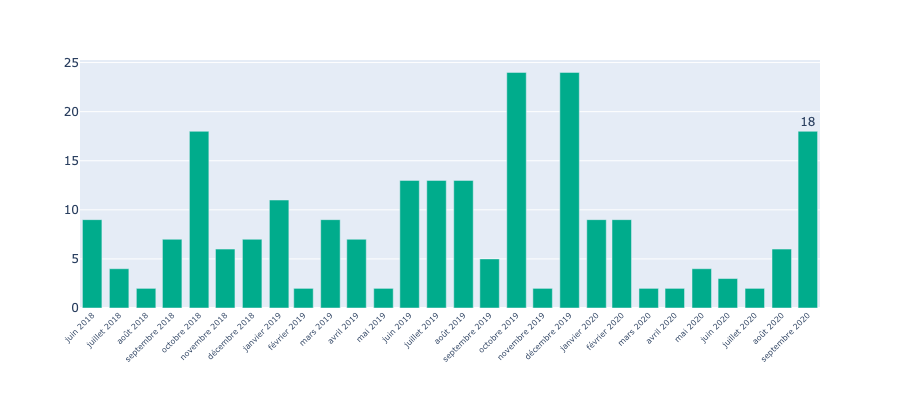 25
20
15
10
5
0
18
juin 2018
juillet 2018
août 2018
septembre 2018
octobre 2018
novembre 2018
décembre 2018
janvier 2019
février 2019
mars 2019
avril 2019
mai 2019
juin 2019
juillet 2019
août 2019
septembre 2019
octobre 2019
novembre 2019
décembre 2019
janvier 2020
février 2020
mars 2020
avril 2020
mai 2020
juin 2020
juillet 2020
août 2020
septembre 2020